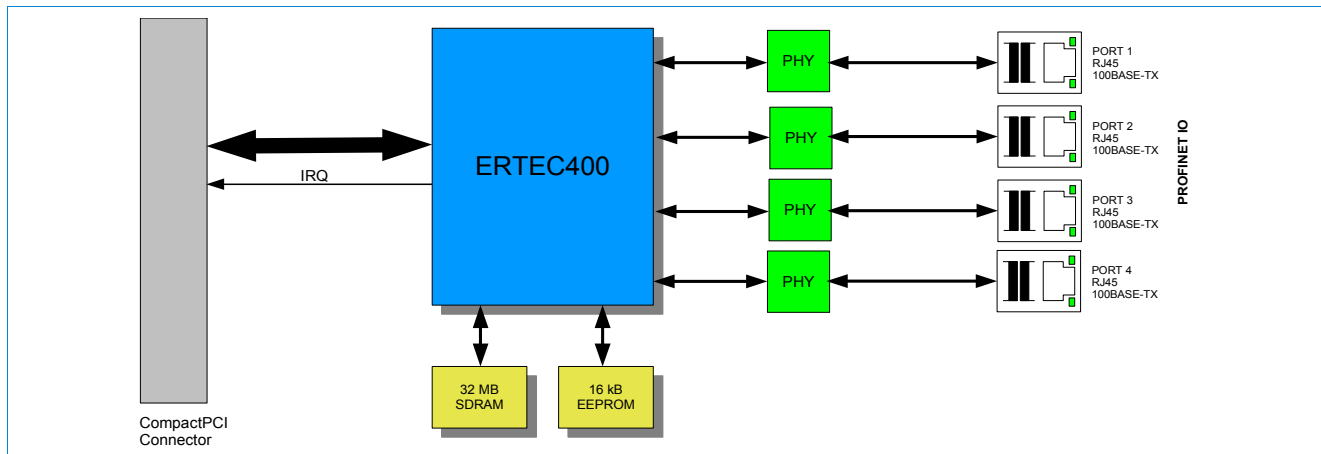 PHY
PORT 1
RJ45
100BASE-TX
ERTEC400
IRQ
PHY
PORT 2
RJ45
100BASE-TX
PHY
PORT 3
RJ45
100BASE-TX
PHY
PORT 4
RJ45
100BASE-TX
PROFINET IO
32 MB
SDRAM
16 kB
EEPROM
CompactPCI
Connector